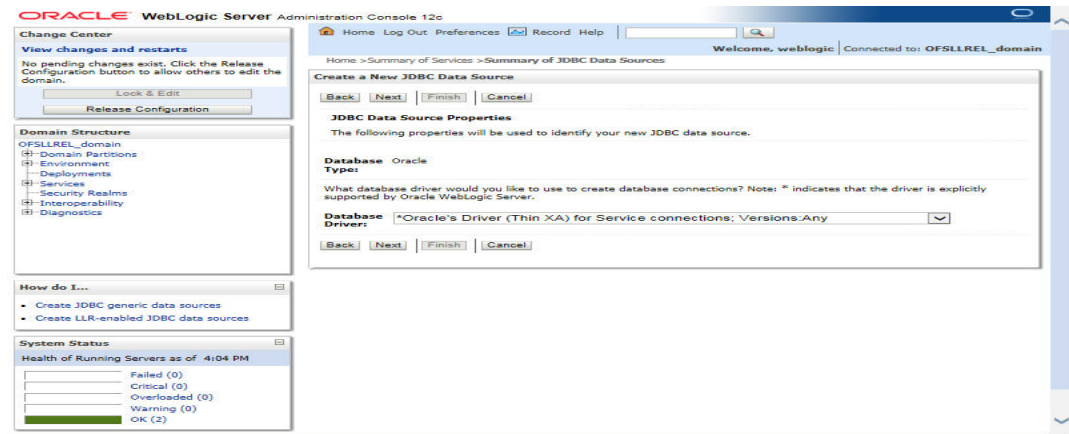 ORACLE WebLogic Server Administration Console 12c
Change Center
View changes and restarts
No pending changes exist. Click the Release
Configuration button to allow others to edit the
domain.
Lock & Edit
Release Configuration
Domain Structure
OFSLLREL_domain
Domain Partitions
Environment
Deployments
Services
Security Realms
Interoperability
Diagnostics
How do I...
Create JDBC generic data sources
Create LLR-enabled JDBC data sources
System Status
Health of Running Servers as of 4:04 PM
Failed (0)
Critical (0)
Overloaded (0)
Warning (0)
OK (2)
Home Log Out Preferences Record Help
Welcome, weblogic Connected to: OFSLLREL_domain
Home >Summary of Services >Summary of JDBC Data Sources
Create a New JDBC Data Source
Back Next Finish Cancel
JDBC Data Source Properties
The following properties will be used to identify your new JDBC data source.
Database Oracle
Type:
What database driver would you like to use to create database connections? Note: * indicates that the driver is explicitly
supported by Oracle WebLogic Server.
Database *Oracle's Driver (Thin XA) for Service connections; Versions:Any
Driver:
Back Next Finish Cancel